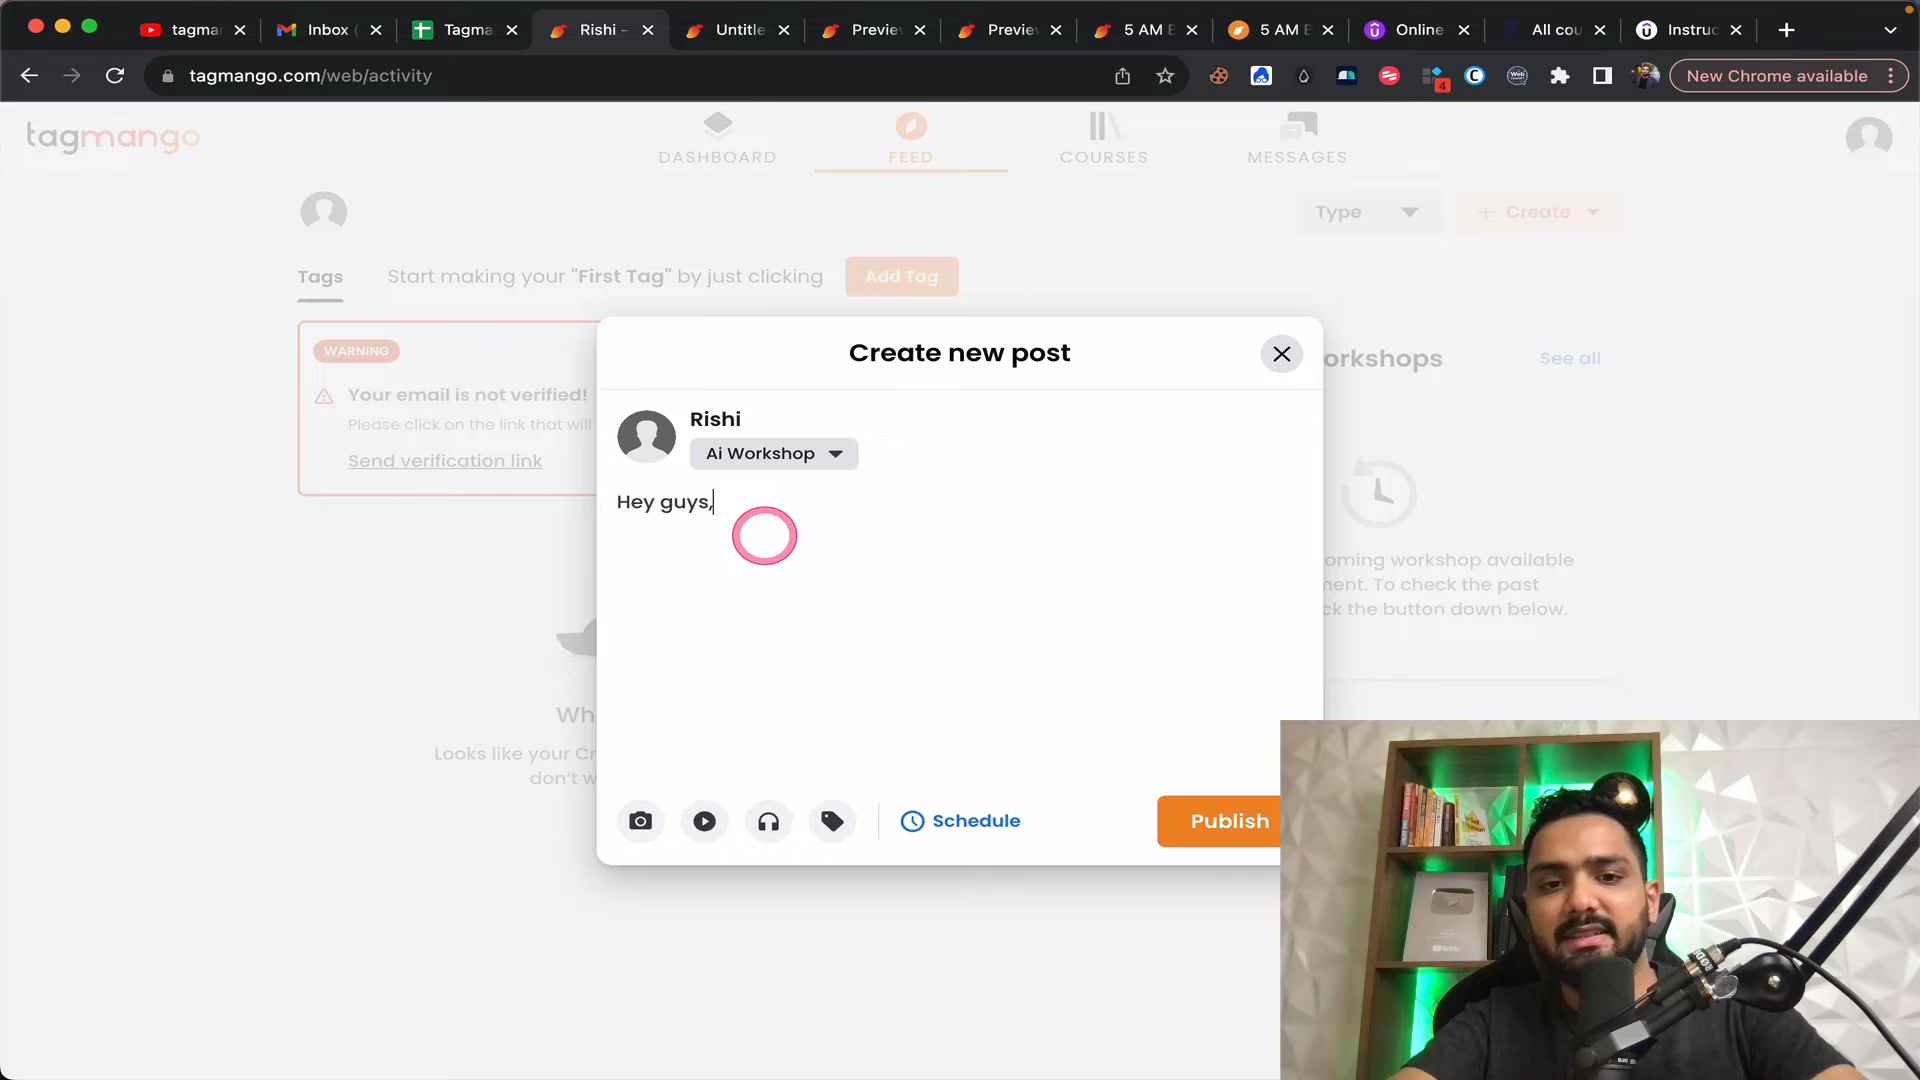 tagma
Inbox (
Tagma
Rishi -
Untitle
Preview
Preview
5 AM E
5 AM E
Online
All cou
Instruc
tagmango.com/web/activity
4
New Chrome available
tagmango
DASHBOARD
FEED
COURSES
MESSAGES
Type
+ Create
Tags
Start making your "First Tag" by just clicking
Add Tag
WARNING
Your email is not verified!
Please click on the link that will
Send verification link
Create new post
orkshops
See all
Rishi
Ai Workshop
Hey guys,
oming workshop available
ment. To check the past
ck the button down below.
Wh
Looks like your Cr
don't w
Schedule
Publish